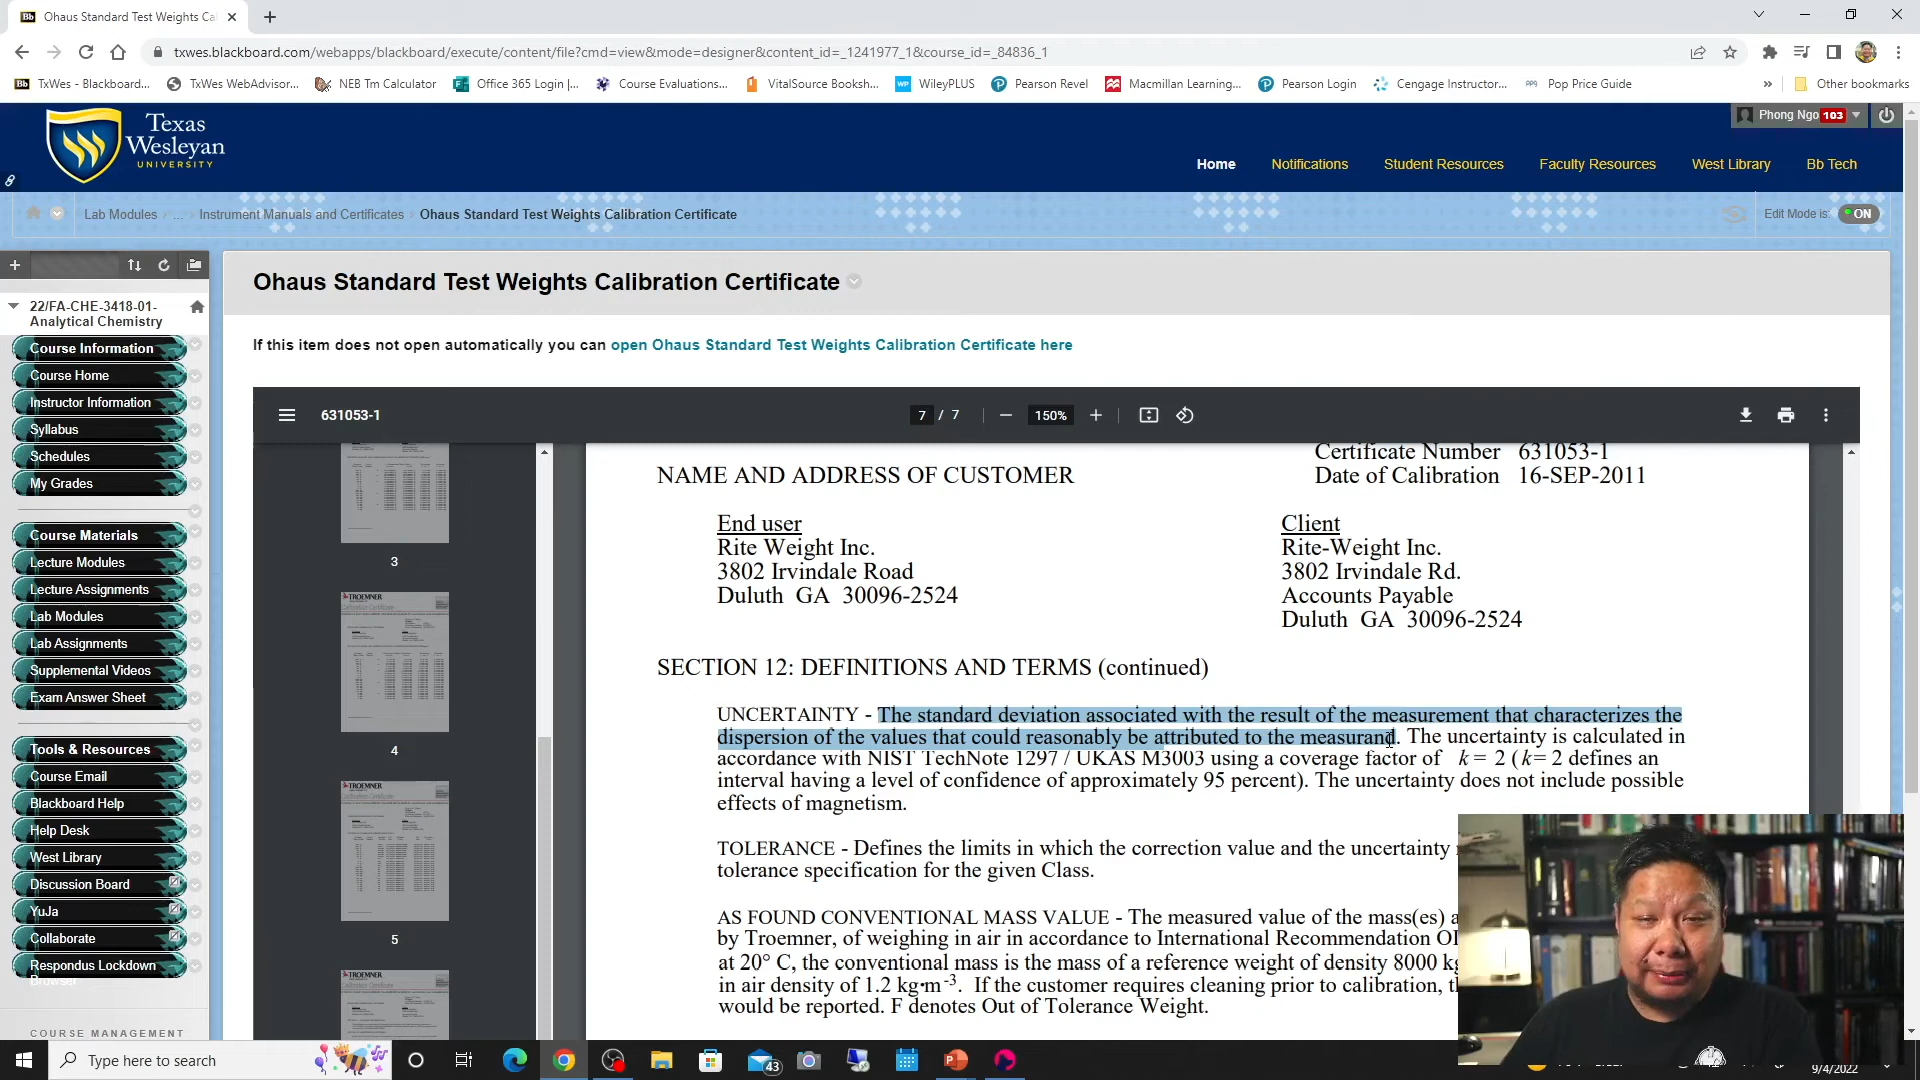 Ohaus Standard Test Weights Ca
txwes.blackboard.com/webapps/blackboard/execute/content/file?cmd=view&mode=designer&content_id=_1241977_1&course_id=_84836_1
Bb TxWes - Blackboard...
TxWes WebAdvisor...
NEB Tm Calculator
Office 365 Login |...
Course Evaluations...
VitalSource Booksh...
WP WileyPLUS
Pearson Revel
Macmillan Learning...
Pearson Login
Cengage Instructor...
Pop Price Guide
»
Other bookmarks
Texas
Wesleyan
UNIVERSITY
Phong Ngo 103
Home
Notifications
Student Resources
Faculty Resources
West Library
Bb Tech
Lab Modules
...
Instrument Manuals and Certificates
Ohaus Standard Test Weights Calibration Certificate
Edit Mode is:
ON
22/FA-CHE-3418-01-
Analytical Chemistry
Course Information
Course Home
Instructor Information
Syllabus
Schedules
My Grades
Course Materials
Lecture Modules
Lecture Assignments
Lab Modules
Lab Assignments
Supplemental Videos
Exam Answer Sheet
Tools & Resources
Course Email
Blackboard Help
Help Desk
West Library
Discussion Board
YuJa
Collaborate
Respondus Lockdown
Browser
COURSE MANAGEMENT
Ohaus Standard Test Weights Calibration Certificate
If this item does not open automatically you can open Ohaus Standard Test Weights Calibration Certificate here
631053-1
7 / 7
150%
3
TROEMNER
4
TROEMNER
5
TROEMNER
Certificate Number 631053-1
NAME AND ADDRESS OF CUSTOMER
Date of Calibration 16-SEP-2011
End user
Rite Weight Inc.
3802 Irvindale Road
Duluth GA 30096-2524
Client
Rite-Weight Inc.
3802 Irvindale Rd.
Accounts Payable
Duluth GA 30096-2524
SECTION 12: DEFINITIONS AND TERMS (continued)
UNCERTAINTY - The standard deviation associated with the result of the measurement that characterizes the
dispersion of the values that could reasonably be attributed to the measurand. The uncertainty is calculated in
accordance with NIST TechNote 1297 / UKAS M3003 using a coverage factor of k = 2 (k= 2 defines an
interval having a level of confidence of approximately 95 percent). The uncertainty does not include possible
effects of magnetism.
TOLERANCE - Defines the limits in which the correction value and the uncertainty
tolerance specification for the given Class.
AS FOUND CONVENTIONAL MASS VALUE - The measured value of the mass(es) a
by Troemner, of weighing in air in accordance to International Recommendation OI
at 20° C, the conventional mass is the mass of a reference weight of density 8000 kg
in air density of 1.2 kg•m-3. If the customer requires cleaning prior to calibration, t
would be reported. F denotes Out of Tolerance Weight.
Type here to search
43
9/4/2022